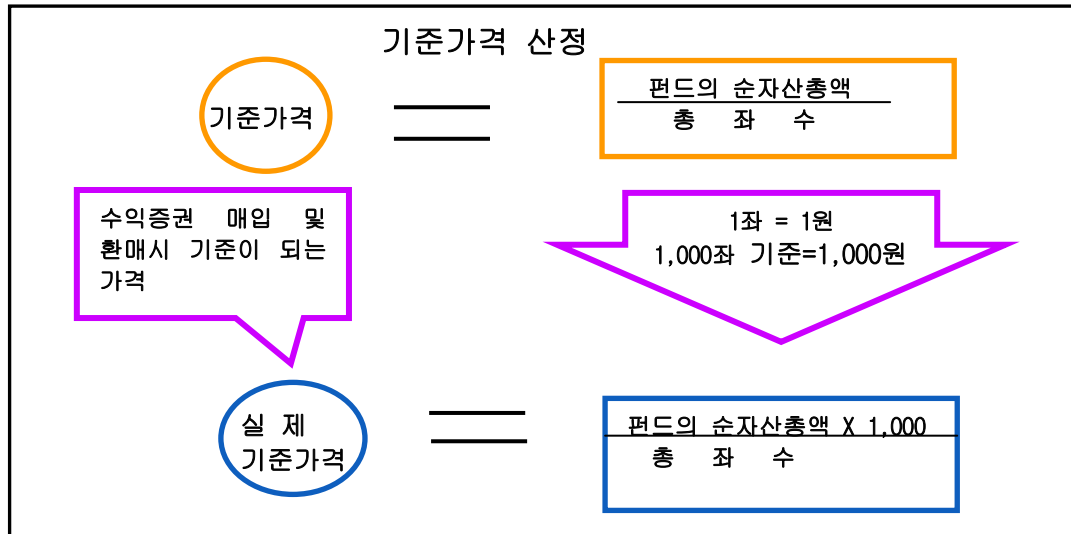 기준가격 산정
기준가격
펀드의 순자산총액
총 좌 수
수익증권 매입 및
환매시 기준이 되는
가격
1좌 = 1원
1,000좌 기준=1,000원
실 제
기준가격
펀드의 순자산총액 X 1,000
총 좌 수